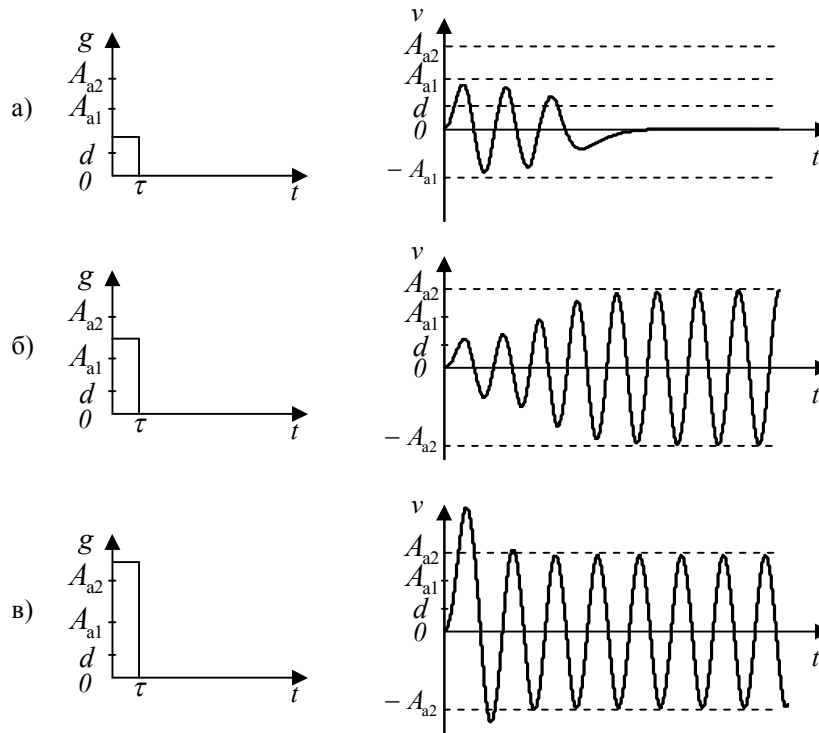 а)
g
A_a2
A_a1
d
0
τ
t
v
A_a2
A_a1
d
0
t
– A_a1
б)
g
A_a2
A_a1
d
0
τ
t
v
A_a2
A_a1
d
0
t
– A_a2
в)
g
A_a2
A_a1
d
0
τ
t
v
A_a2
A_a1
d
0
t
– A_a2